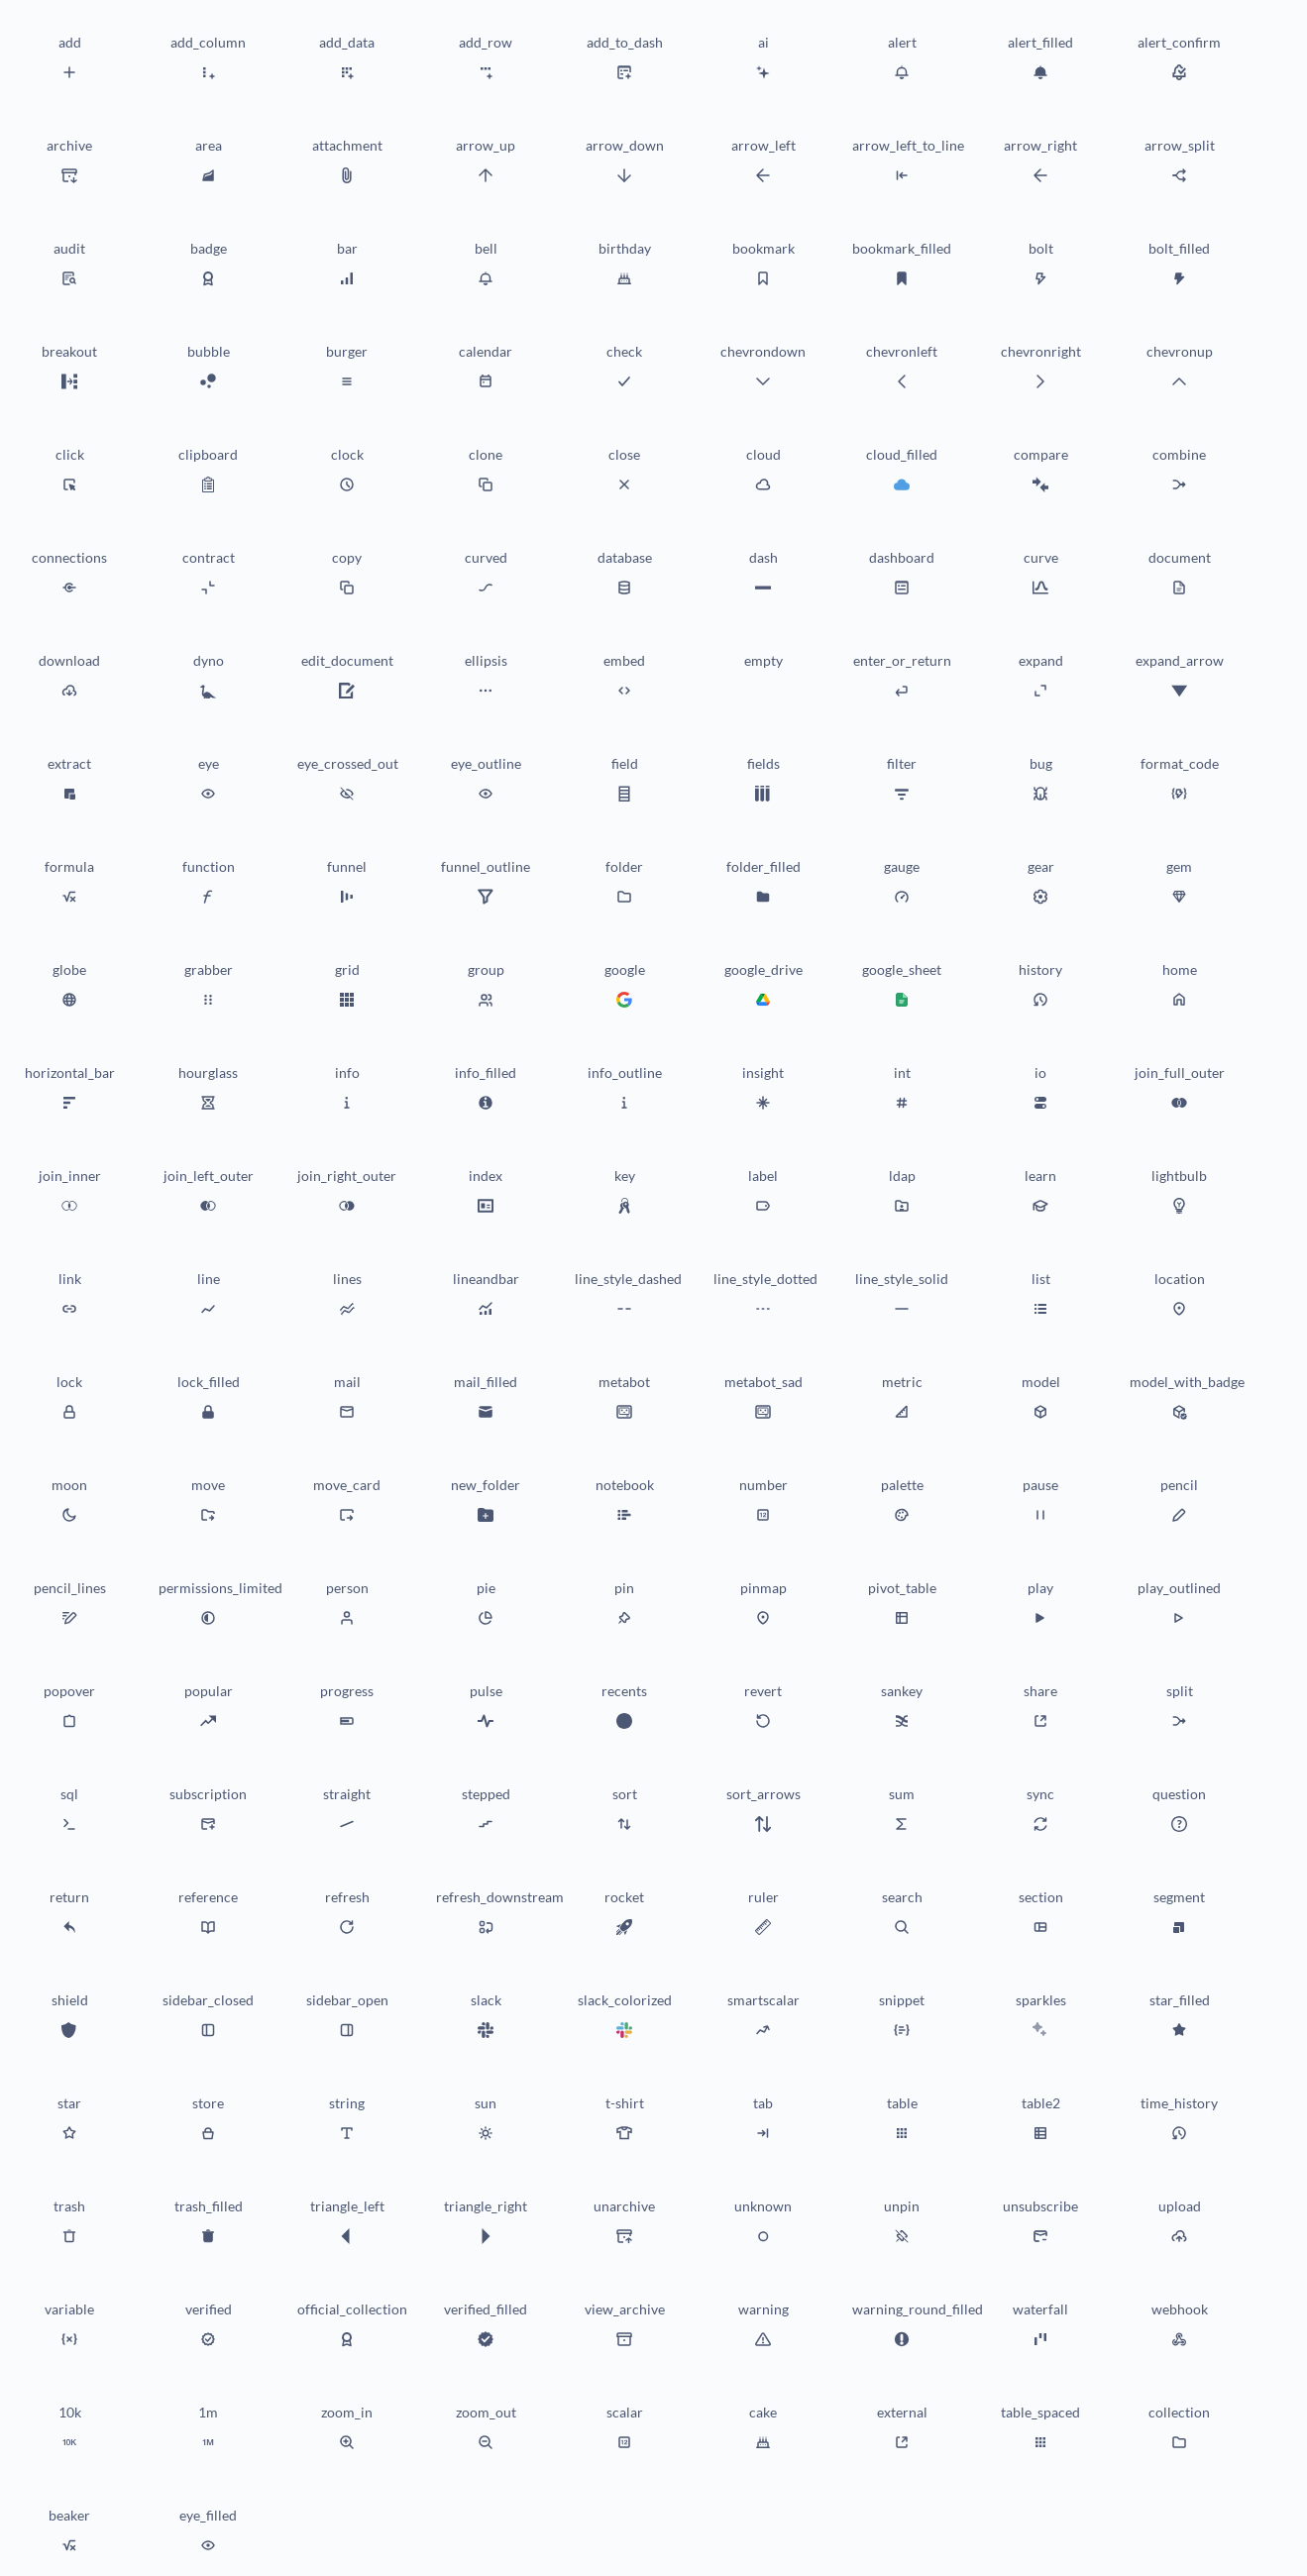 add add_column add_data add_row add_to_dash ai alert alert_filled alert_confirm
archive area attachment arrow_up arrow_down arrow_left arrow_left_to_line arrow_right arrow_split
audit badge bar bell birthday bookmark bookmark_filled bolt bolt_filled
breakout bubble burger calendar check chevrondown chevronleft chevronright chevronup
click clipboard clock clone close cloud cloud_filled compare combine
connections contract copy curved database dash dashboard curve document
download dyno edit_document ellipsis embed empty enter_or_return expand expand_arrow
extract eye eye_crossed_out eye_outline field fields filter bug format_code
formula function funnel funnel_outline folder folder_filled gauge gear gem
globe grabber grid group google google_drive google_sheet history home
horizontal_bar hourglass info info_filled info_outline insight int io join_full_outer
join_inner join_left_outer join_right_outer index key label ldap learn lightbulb
link line lines lineandbar line_style_dashed line_style_dotted line_style_solid list location
lock lock_filled mail mail_filled metabot metabot_sad metric model model_with_badge
moon move move_card new_folder notebook number palette pause pencil
12
pencil_lines permissions_limited person pie pin pinmap pivot_table play play_outlined
popover popular progress pulse recents revert sankey share split
sql subscription straight stepped sort sort_arrows sum sync question
return reference refresh refresh_downstream rocket ruler search section segment
shield sidebar_closed sidebar_open slack slack_colorized smartscalar snippet sparkles star_filled
star store string sun t-shirt tab table table2 time_history
trash trash_filled triangle_left triangle_right unarchive unknown unpin unsubscribe upload
variable verified official_collection verified_filled view_archive warning warning_round_filled waterfall webhook
10k 1m zoom_in zoom_out scalar cake external table_spaced collection
10K 1M 12
beaker eye_filled